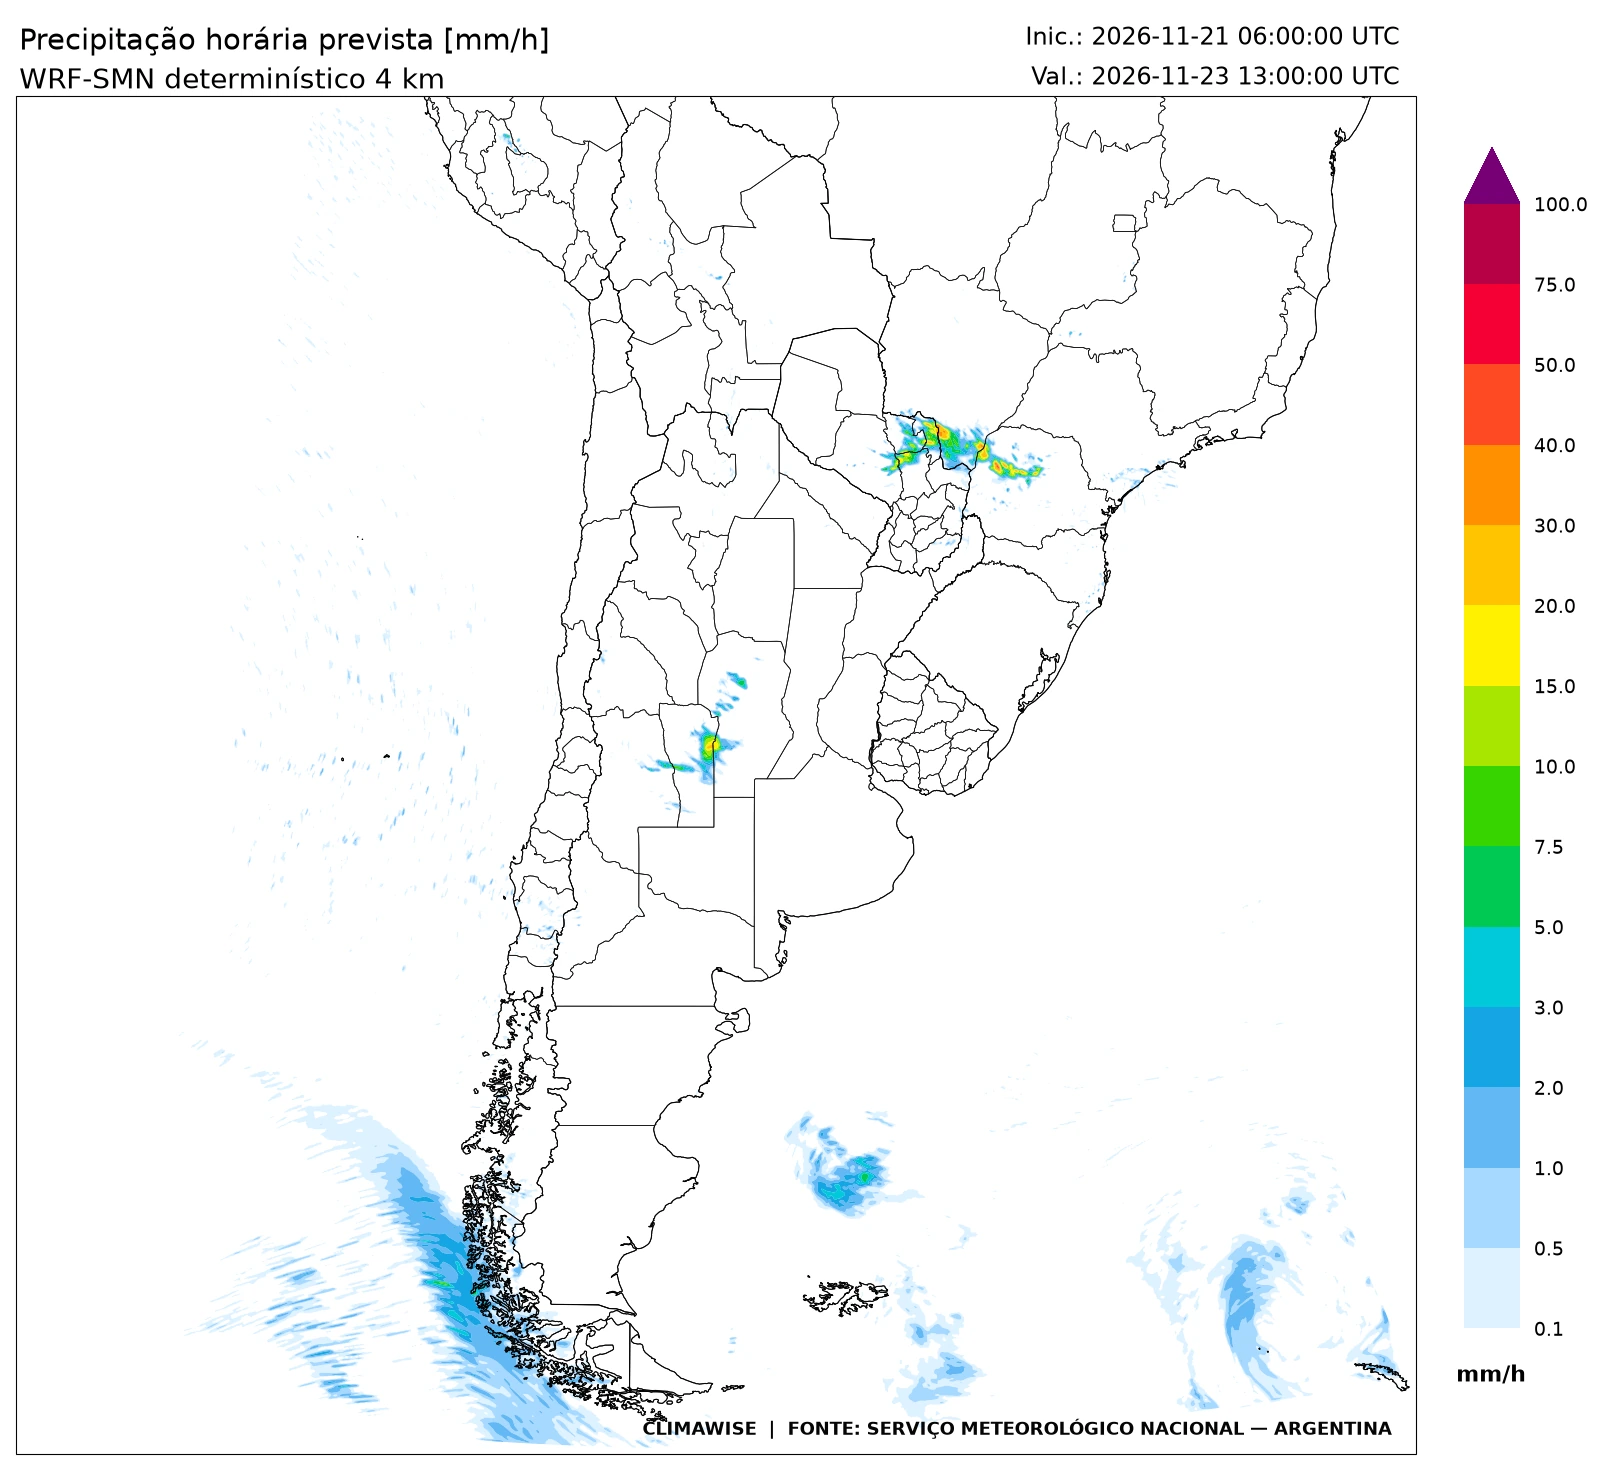 Precipitação horária prevista [mm/h]
WRF-SMN determinístico 4 km
Inic.: 2026-11-21 06:00:00 UTC
Val.: 2026-11-23 13:00:00 UTC
100.0
75.0
50.0
40.0
30.0
20.0
15.0
10.0
7.5
5.0
3.0
2.0
1.0
0.5
0.1
mm/h
CLIMAWISE | FONTE: SERVIÇO METEOROLÓGICO NACIONAL — ARGENTINA